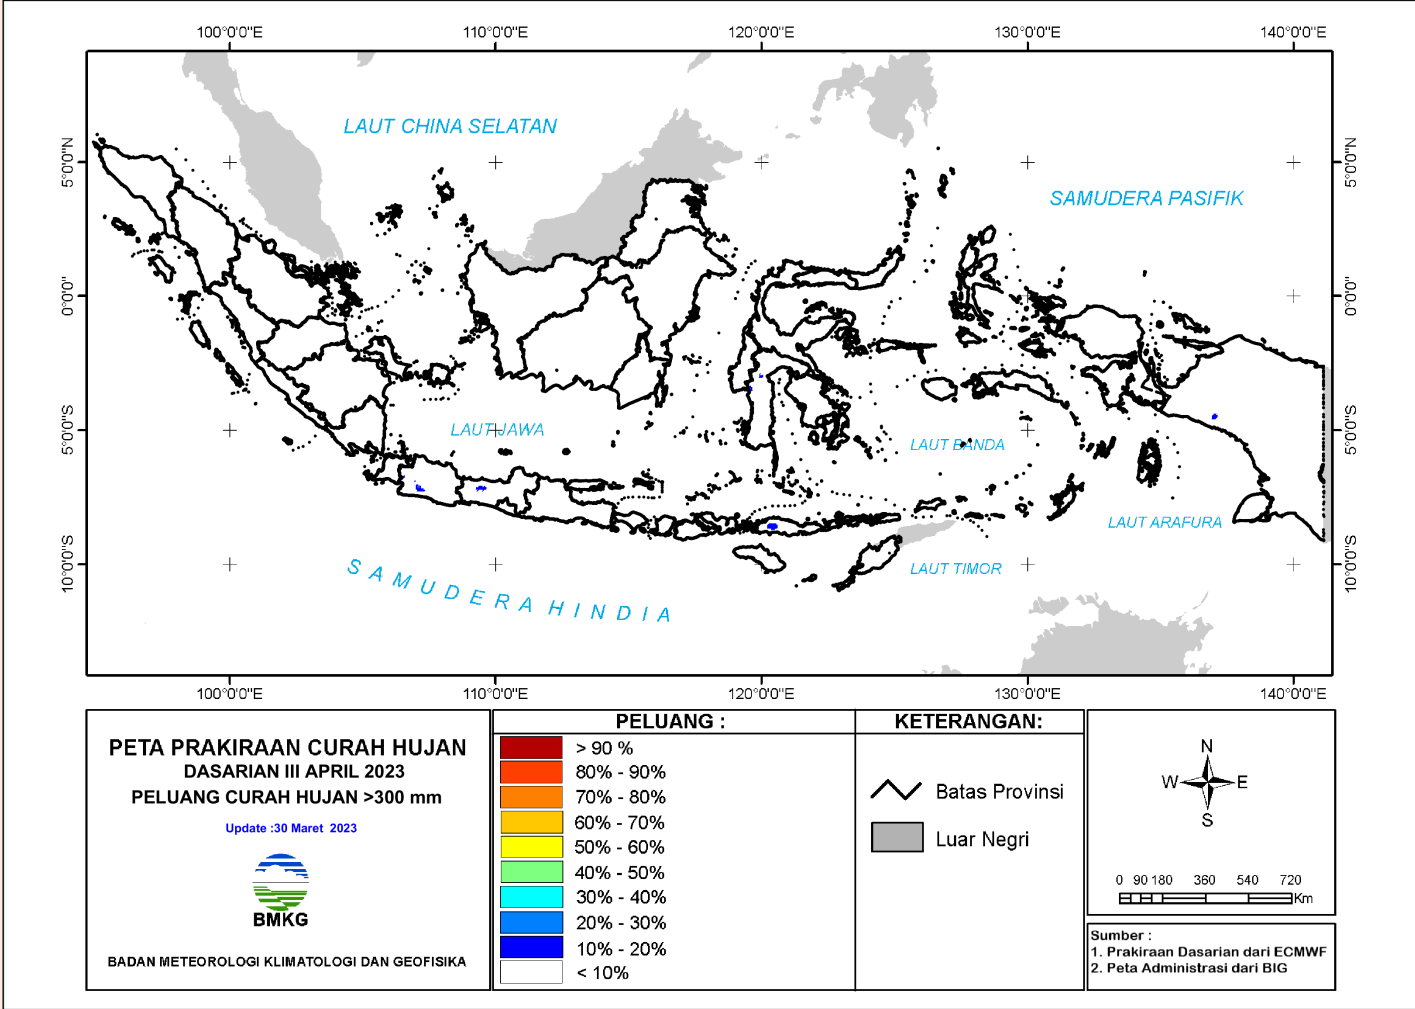 100°0'0"E 110°0'0"E 120°0'0"E 130°0'0"E 140°0'0"E
LAUT CHINA SELATAN
5°0'0"N 5°0'0"N
SAMUDERA PASIFIK
0°0'0" 0°0'0"
5°0'0"S 5°0'0"S
LAUT JAWA
LAUT BANDA
LAUT ARAFURA
10°0'0"S 10°0'0"S
LAUT TIMOR
SAMUDERA HINDIA
100°0'0"E 110°0'0"E 120°0'0"E 130°0'0"E 140°0'0"E
PETA PRAKIRAAN CURAH HUJAN
DASARIAN III APRIL 2023
PELUANG CURAH HUJAN >300 mm
Update :30 Maret 2023
BMKG
BADAN METEOROLOGI KLIMATOLOGI DAN GEOFISIKA
PELUANG :
> 90 %
80% - 90%
70% - 80%
60% - 70%
50% - 60%
40% - 50%
30% - 40%
20% - 30%
10% - 20%
< 10%
KETERANGAN:
Batas Provinsi
Luar Negri
N
W E
S
0 90 180 360 540 720
Km
Sumber :
1. Prakiraan Dasarian dari ECMWF
2. Peta Administrasi dari BIG